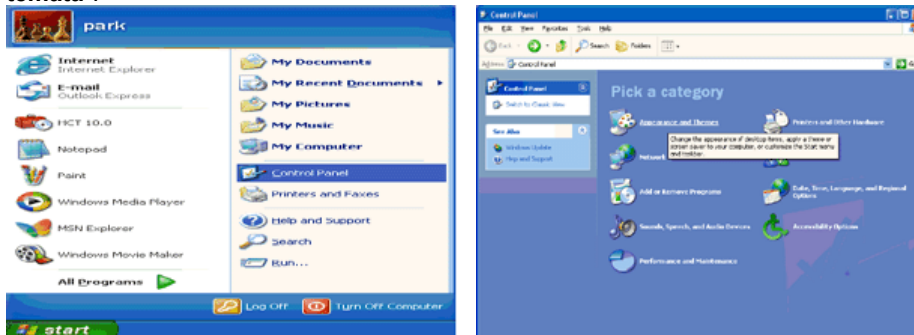 park
Internet
Internet Explorer
E-mail
Outlook Express
HCT 10.0
Notepad
Paint
Windows Media Player
MSN Explorer
Windows Movie Maker
All Programs
My Documents
My Recent Documents
My Pictures
My Music
My Computer
Control Panel
Printers and Faxes
Help and Support
Search
Run...
Log Off
Turn Off Computer
start
Control Panel
File Edit View Favorites Tools Help
Back
Search
Folders
Address
Control Panel
Control Panel
Switch to Classic View
See Also
Windows Update
Help and Support
Pick a category
Appearance and Themes
Printers and Other Hardware
Change the appearance of desktop items, apply a theme or
screen saver to your computer, or customize the Start menu
and taskbar.
Network
Add or Remove Programs
Date, Time, Language, and Regional
Options
Sounds, Speech, and Audio Devices
Accessibility Options
Performance and Maintenance